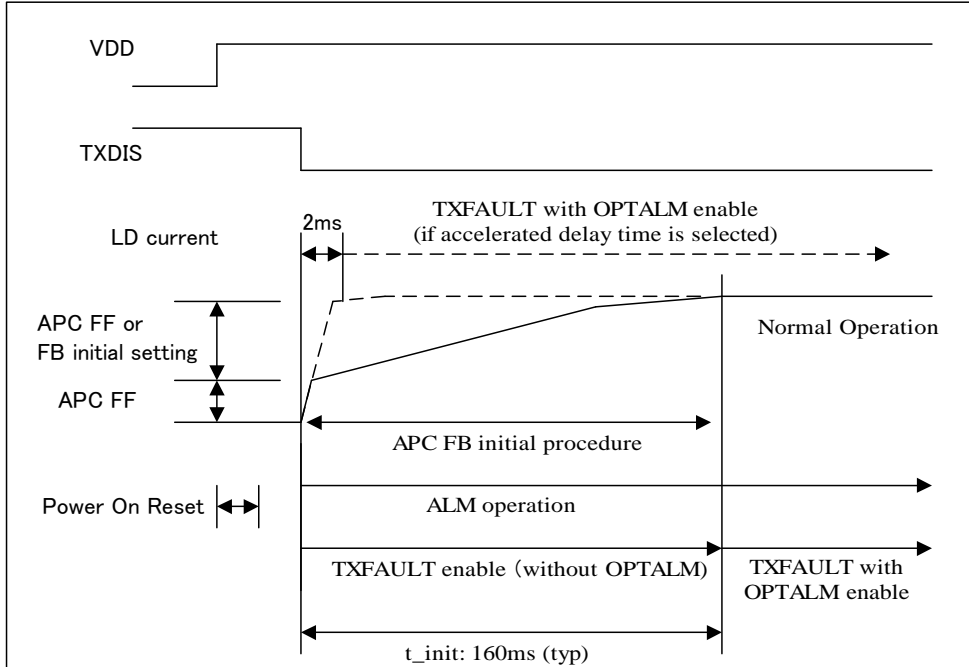 VDD
TXDIS
TXFAULT with OPTALM enable
(if accelerated delay time is selected)
2ms
LD current
APC FF or
FB initial setting
Normal Operation
APC FF
APC FB initial procedure
Power On Reset
ALM operation
TXFAULT enable (without OPTALM)
TXFAULT with
OPTALM enable
t_init: 160ms (typ)